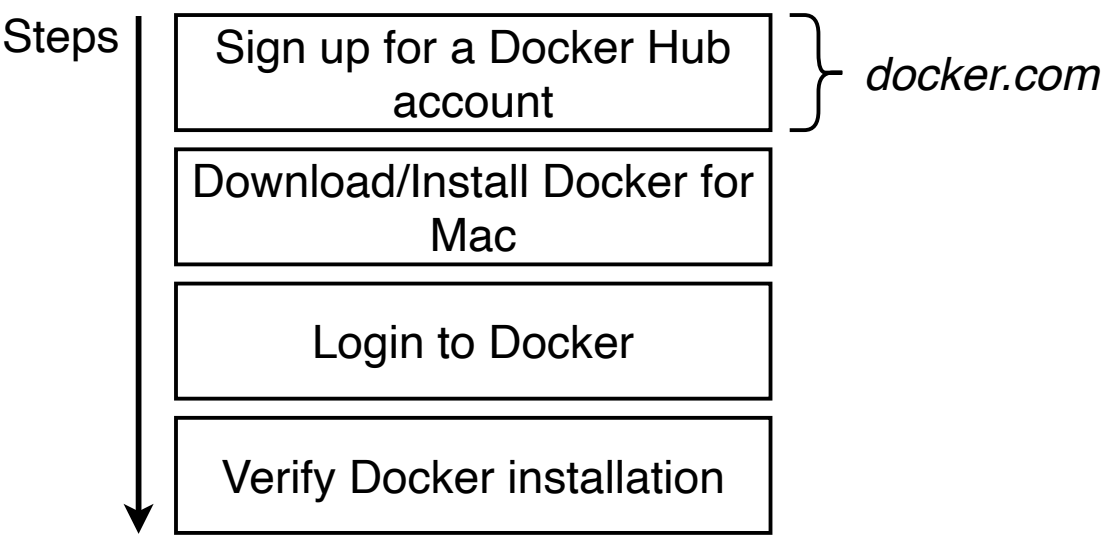 Steps
Sign up for a Docker Hub
account
docker.com
Download/Install Docker for
Mac
Login to Docker
Verify Docker installation